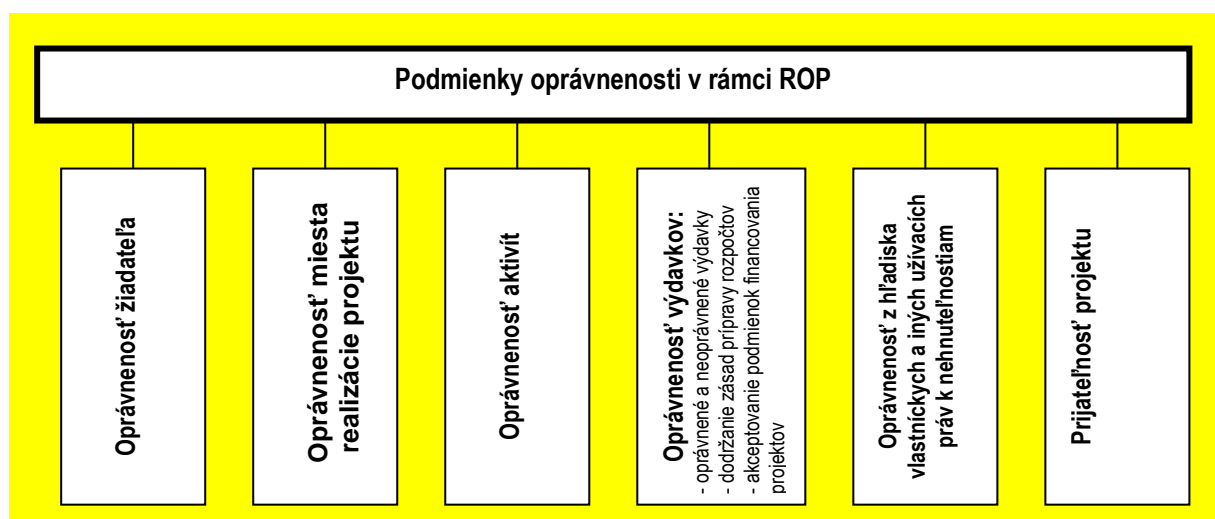 Podmienky oprávnenosti v rámci ROP
Oprávnenosť žiadateľa
Oprávnenosť miesta
realizácie projektu
Oprávnenosť aktivít
Oprávnenosť výdavkov:
- oprávnené a neoprávnené výdavky
- dodržanie zásad prípravy rozpočtov
- akceptovanie podmienok financovania
projektov
Oprávnenosť z hľadiska
vlastníckych a iných užívacích
práv k nehnuteľnostiam
Prijateľnosť projektu